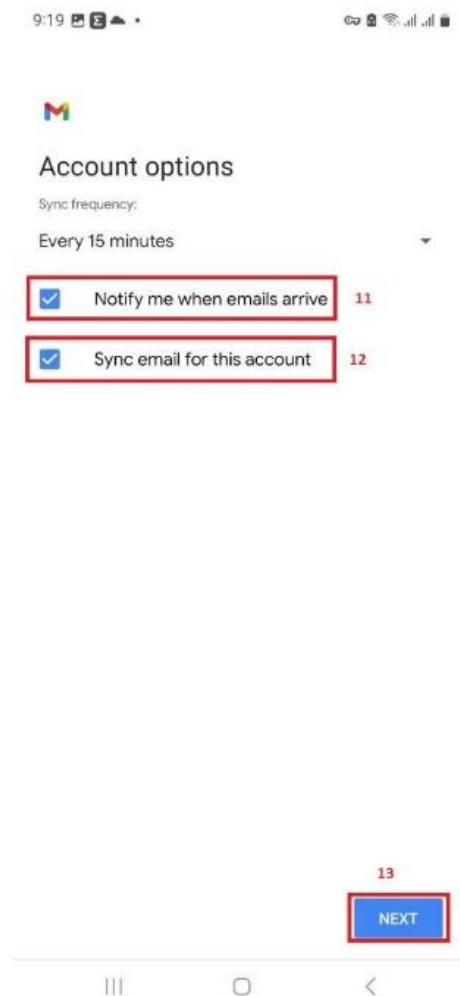 9:19
Account options
Sync frequency:
Every 15 minutes
Notify me when emails arrive 11
Sync email for this account 12
13
NEXT